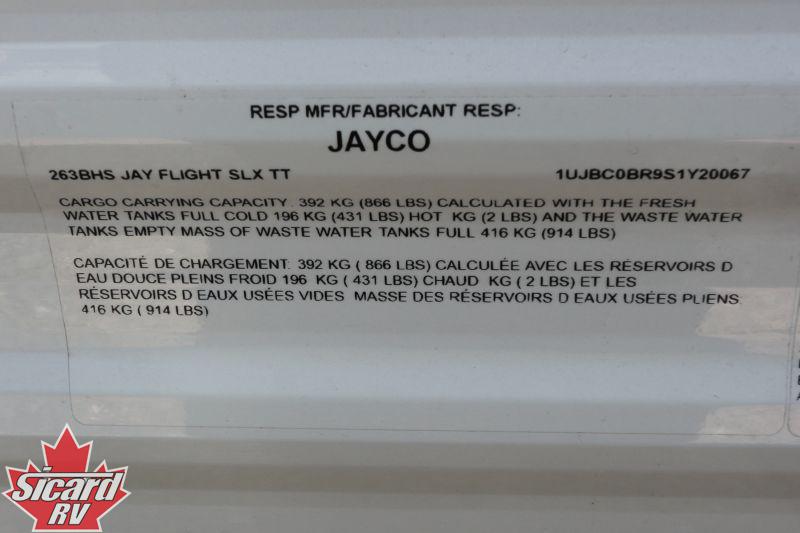 RESP MFR/FABRICANT RESP:
JAYCO
263BHS JAY FLIGHT SLX TT 1UJBC0BR9S1Y20067
CARGO CARRYING CAPACITY: 392 KG (866 LBS) CALCULATED WITH THE FRESH
WATER TANKS FULL COLD 196 KG (431 LBS) HOT KG (2 LBS) AND THE WASTE WATER
TANKS EMPTY MASS OF WASTE WATER TANKS FULL 416 KG (914 LBS)
CAPACITÉ DE CHARGEMENT: 392 KG ( 866 LBS) CALCULÉE AVEC LES RÉSERVOIRS D
EAU DOUCE PLEINS FROID 196 KG ( 431 LBS) CHAUD KG ( 2 LBS) ET LES
RÉSERVOIRS D EAUX USÉES VIDES MASSE DES RÉSERVOIRS D EAUX USÉES PLIENS:
416 KG ( 914 LBS)
Sicard
RV